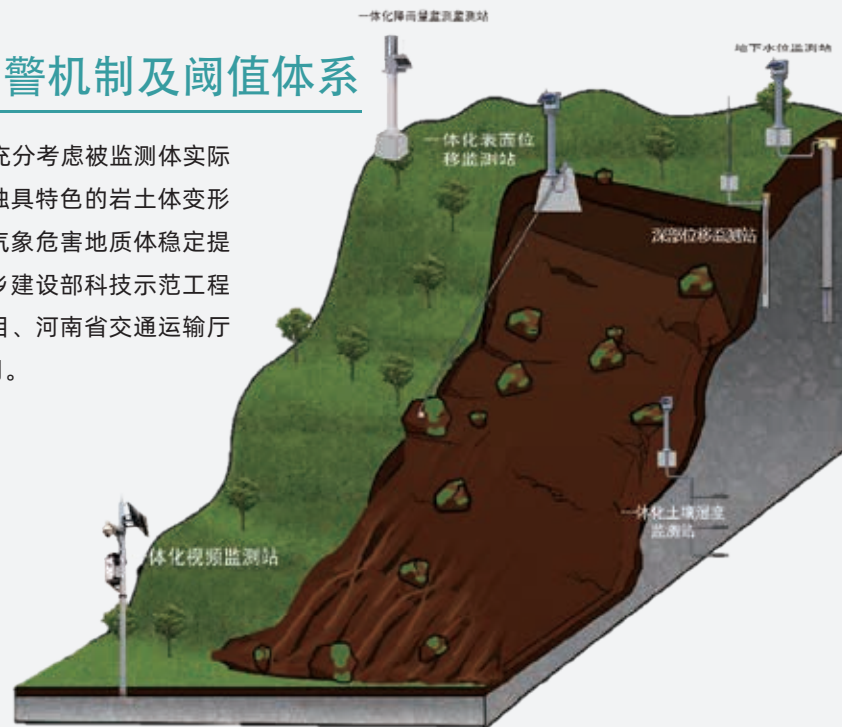 一体化降雨量监测监测站
地下水位监测站
警机制及阈值体系
充分考虑被监测体实际
独具特色的岩土体变形
气象危害地质体稳定提
乡建设部科技示范工程
目、河南省交通运输厅
。
一体化表面位
移监测站
深部位移监测站
一体化土壤湿度
监测站
体化视频监测站